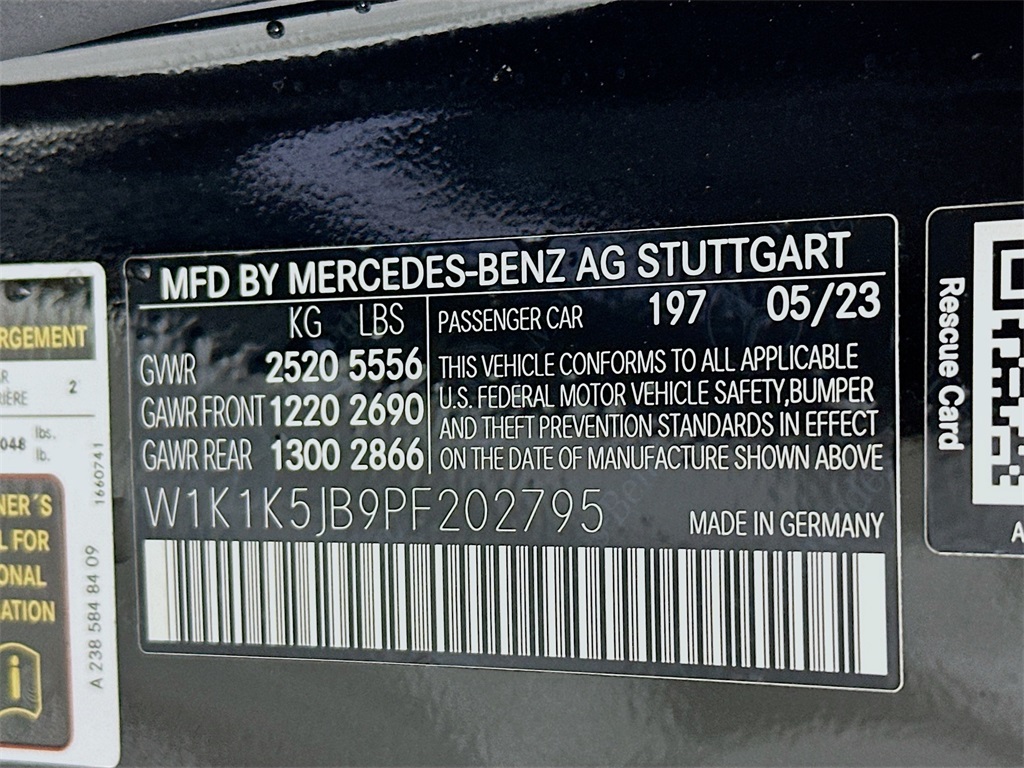 MFD BY MERCEDES-BENZ AG STUTTGART
KG LBS
GVWR 2520 5556
GAWR FRONT 1220 2690
GAWR REAR 1300 2866
PASSENGER CAR 197 05/23
THIS VEHICLE CONFORMS TO ALL APPLICABLE
U.S. FEDERAL MOTOR VEHICLE SAFETY,BUMPER
AND THEFT PREVENTION STANDARDS IN EFFECT
ON THE DATE OF MANUFACTURE SHOWN ABOVE
W1K1K5JB9PF202795
MADE IN GERMANY
RGEMENT
2
048 lbs.
lb.
1660741
NER´S
L FOR
ONAL
ATION
A 238 584 84 09
Rescue Card
A